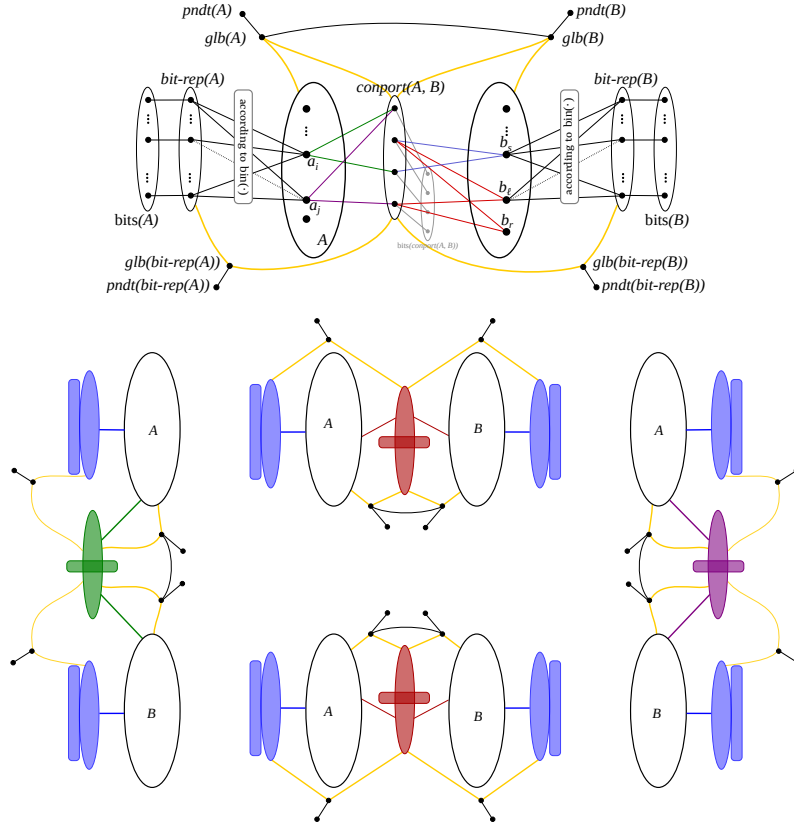 pndt(A) pndt(B)
glb(A) glb(B)
bit-rep(A) conport(A, B) bit-rep(B)
according to bin(·) according to bin(·)
⋮ ⋮ ... ... ⋮ ⋮
a_i b_s
... ... ... ...
a_j b_ℓ
bits(A) A b_r bits(B)
bits(conport(A, B))
glb(bit-rep(A)) glb(bit-rep(B))
pndt(bit-rep(A)) pndt(bit-rep(B))
A A B A
B A B B